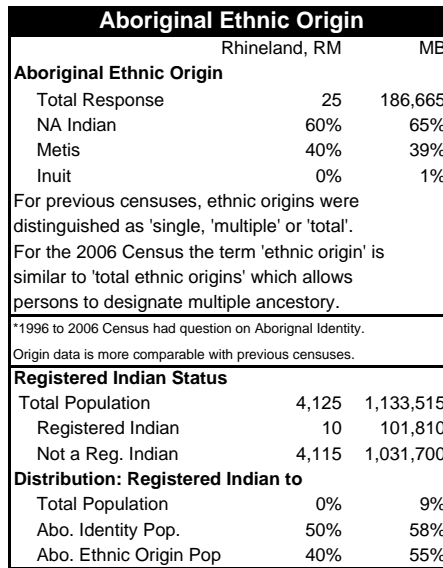 Aboriginal Ethnic Origin
Rhineland, RM MB
Aboriginal Ethnic Origin
Total Response 25 186,665
NA Indian 60% 65%
Metis 40% 39%
Inuit 0% 1%
For previous censuses, ethnic origins were
distinguished as 'single, 'multiple' or 'total'.
For the 2006 Census the term 'ethnic origin' is
similar to 'total ethnic origins' which allows
persons to designate multiple ancestory.
*1996 to 2006 Census had question on Aborignal Identity.
Origin data is more comparable with previous censuses.
Registered Indian Status
Total Population 4,125 1,133,515
Registered Indian 10 101,810
Not a Reg. Indian 4,115 1,031,700
Distribution: Registered Indian to
Total Population 0% 9%
Abo. Identity Pop. 50% 58%
Abo. Ethnic Origin Pop 40% 55%